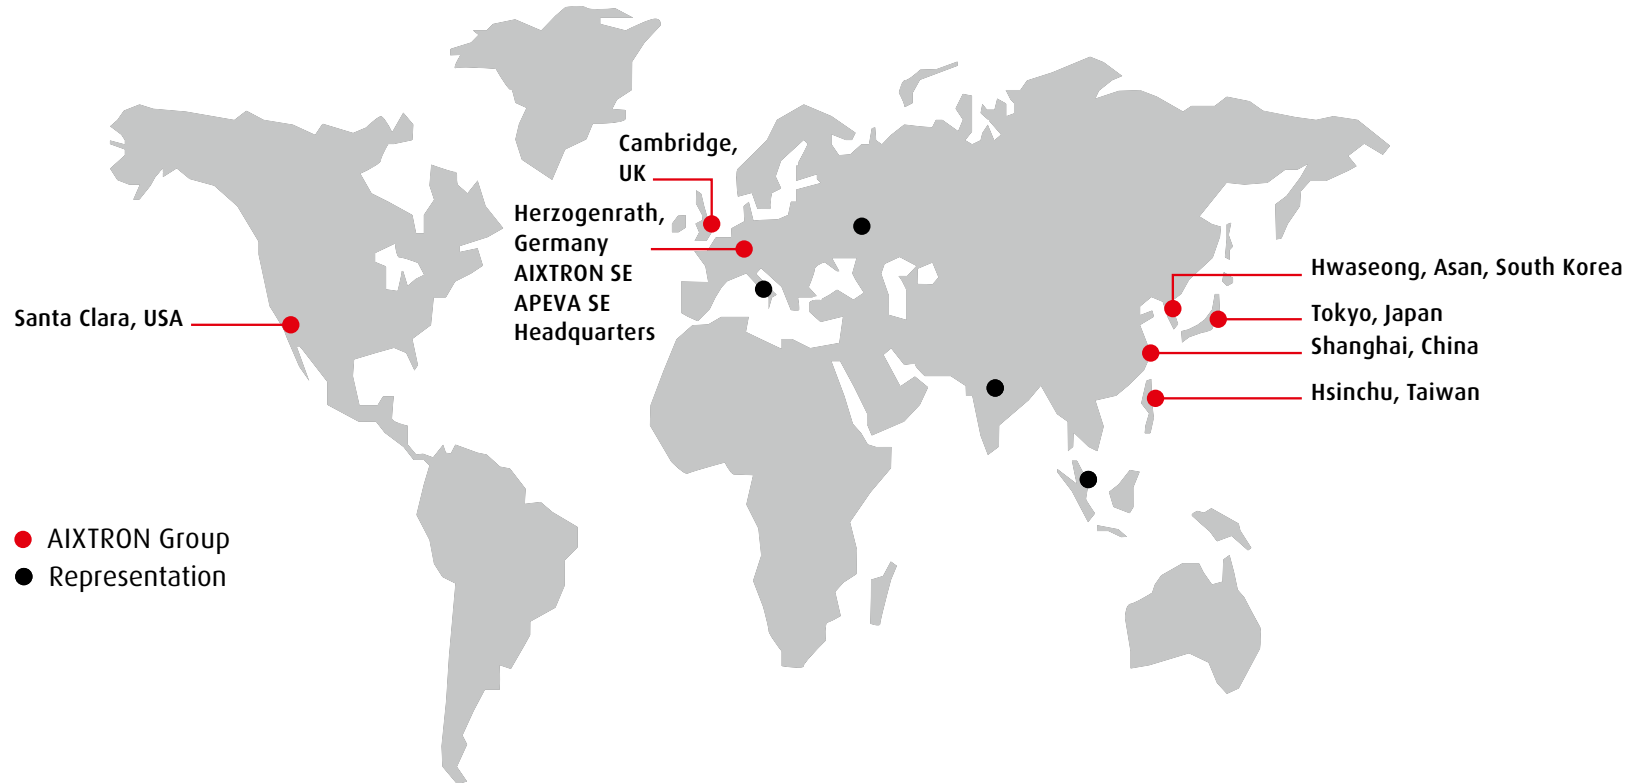 Cambridge,
UK
Herzogenrath,
Germany
AIXTRON SE
APEVA SE
Headquarters
Santa Clara, USA
Hwaseong, Asan, South Korea
Tokyo, Japan
Shanghai, China
Hsinchu, Taiwan
AIXTRON Group
Representation